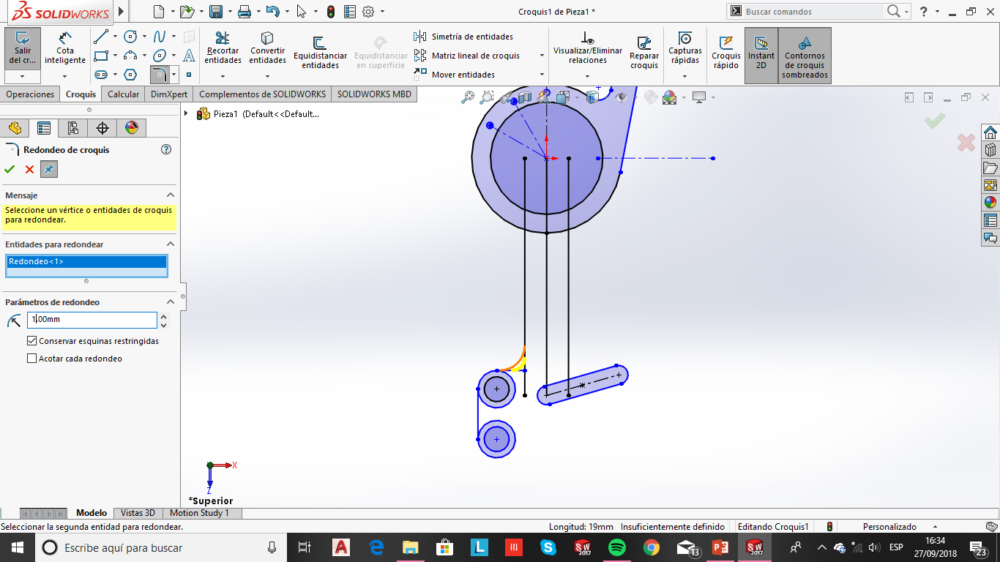 SOLIDWORKS
Croquis1 de Pieza1 *
Buscar comandos
Salir del cr...
Cota inteligente
Recortar entidades
Convertir entidades
Equidistanciar entidades
Equidistanciar en superficie
Simetría de entidades
Matriz lineal de croquis
Mover entidades
Visualizar/Eliminar relaciones
Reparar croquis
Capturas rápidas
Croquis rápido
Instant 2D
Contornos de croquis sombreados
Operaciones
Croquis
Calcular
DimXpert
Complementos de SOLIDWORKS
SOLIDWORKS MBD
Pieza1 (Default<<Default...
Redondeo de croquis
Mensaje
Seleccione un vértice o entidades de croquis
para redondear.
Entidades para redondear
Redondeo<1>
Parámetros de redondeo
1.00mm
Conservar esquinas restringidas
Acotar cada redondeo
X
Z
*Superior
Modelo
Vistas 3D
Motion Study 1
Seleccionar la segunda entidad para redondear.
Longitud: 19mm
Insuficientemente definido
Editando Croquis1
Personalizado
Escribe aquí para buscar
SW 2017
13
SW 2017
ESP
16:34
27/09/2018
23